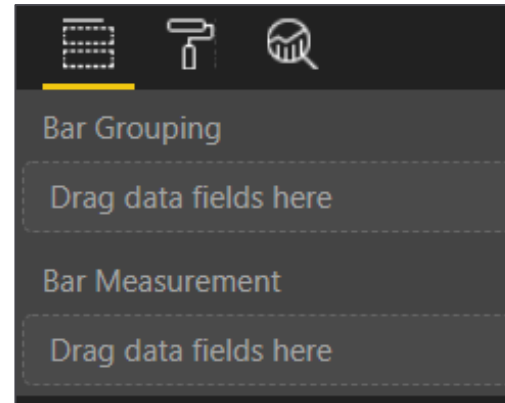 Bar Grouping
Drag data fields here
Bar Measurement
Drag data fields here